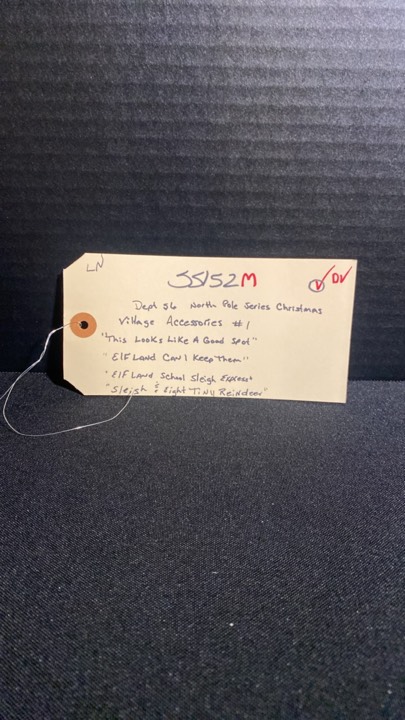 LN
SS152M
V DV
Dept 56 North Pole Series Christmas
Village Accessories #1
"This Looks Like A Good Spot"
"Elf Land Can I Keep Them"
"Elf Land School Sleigh Express"
"Sleigh & Eight Tiny Reindeer"